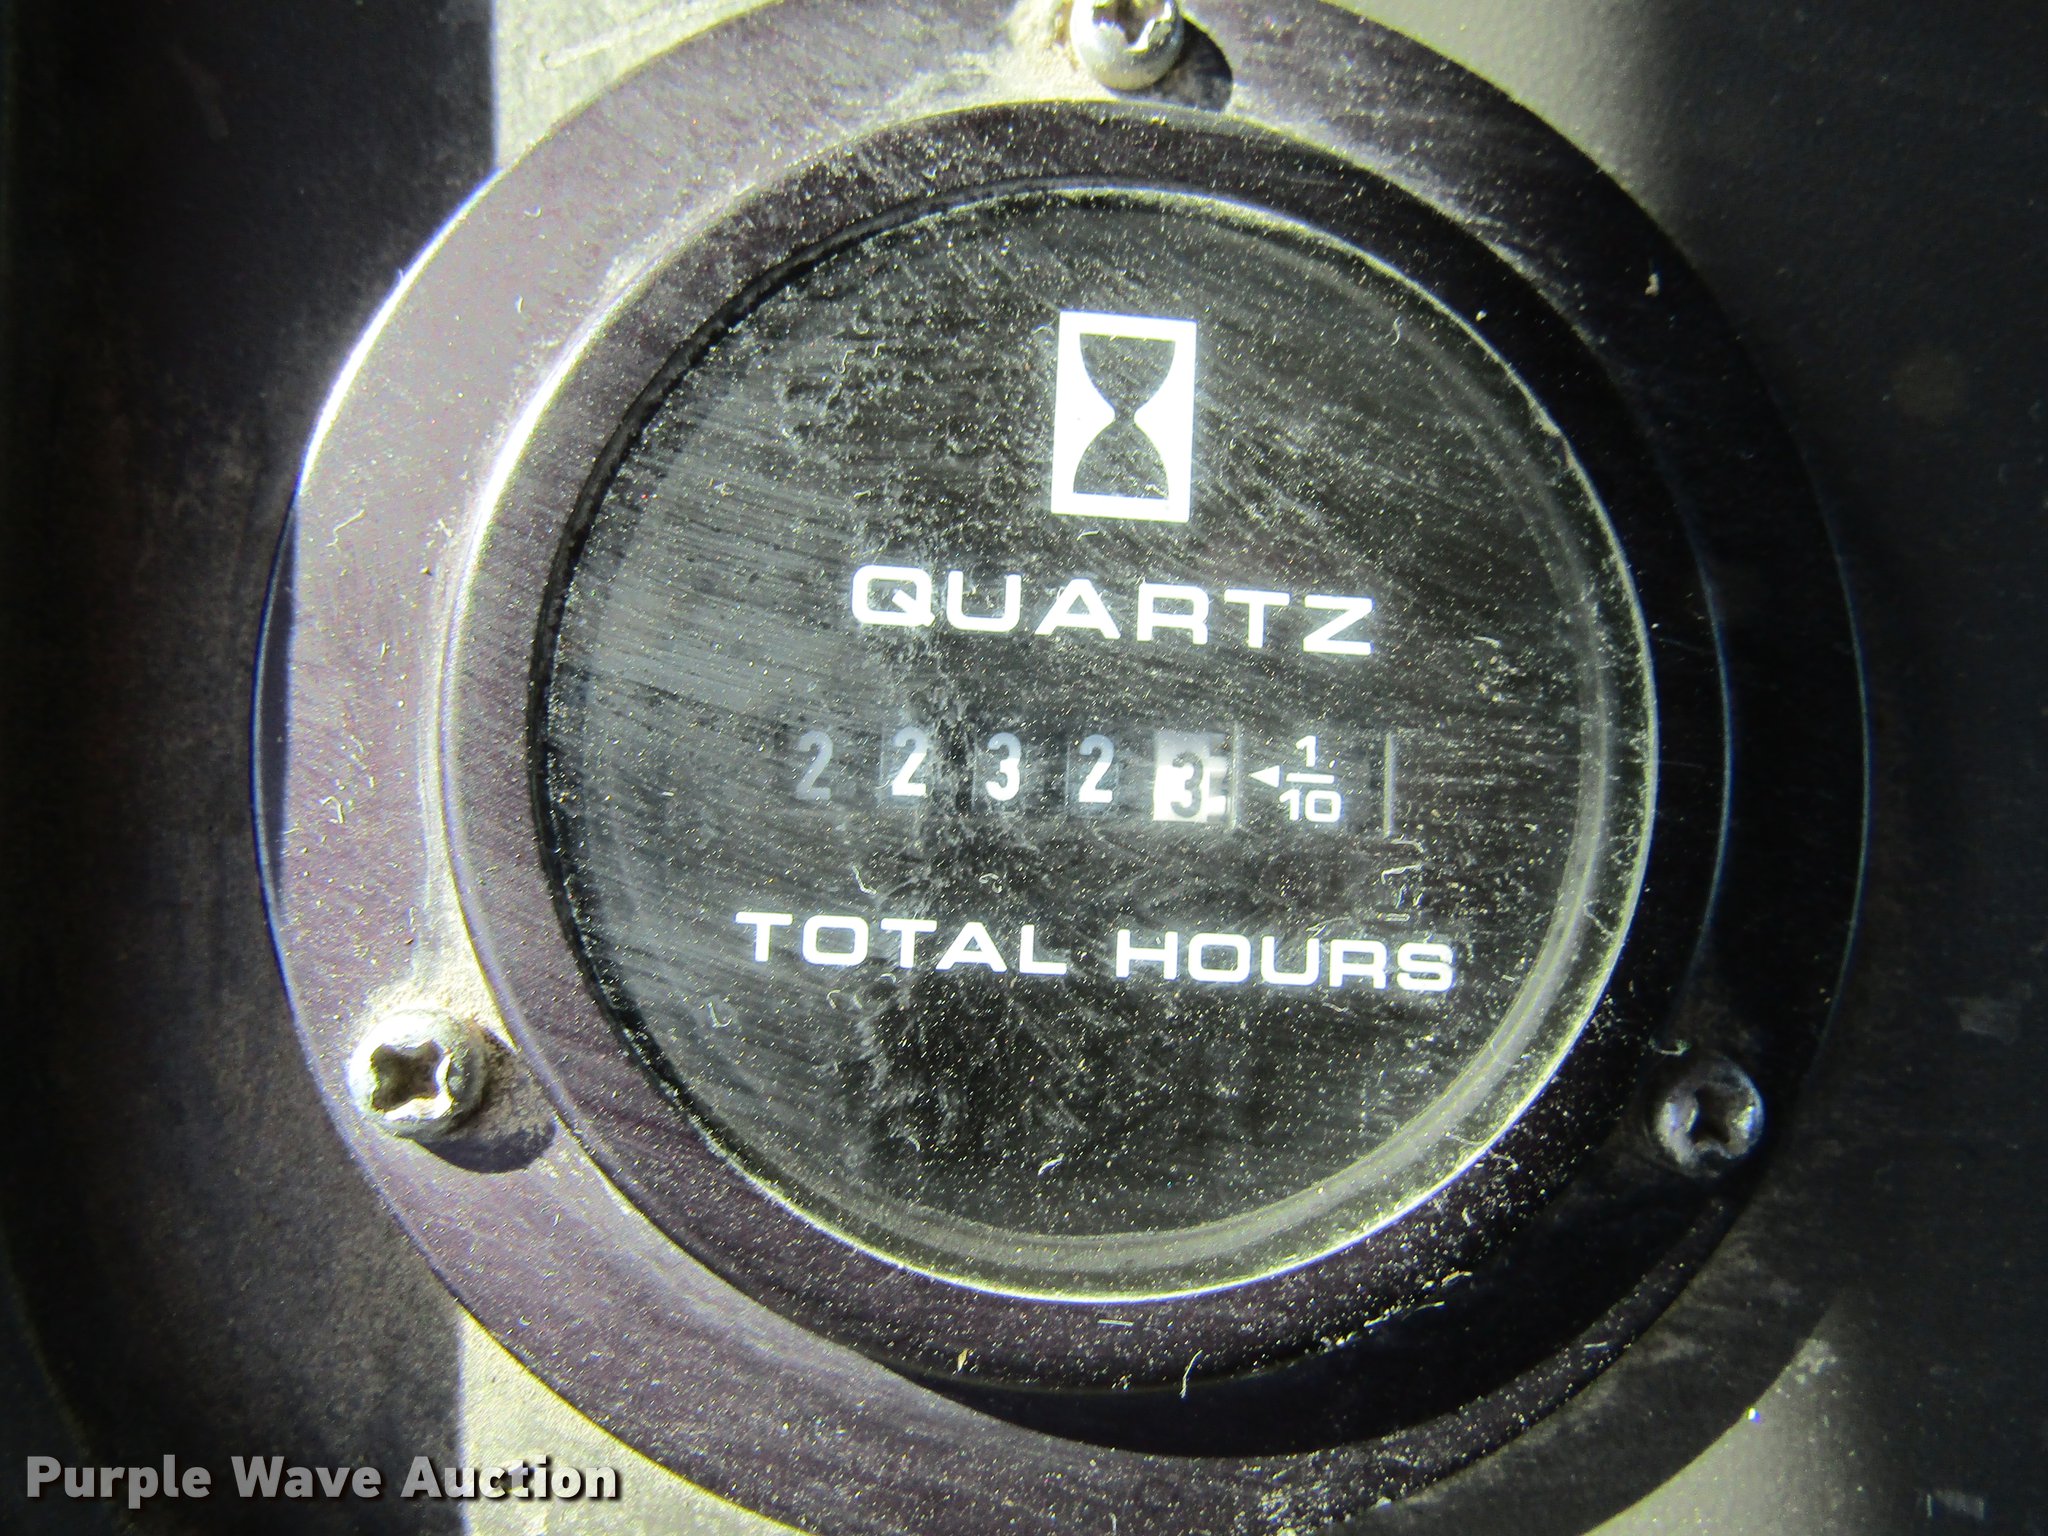 QUARTZ
2 2 3 2 3 ◄ 1/10
TOTAL HOURS
Purple Wave Auction